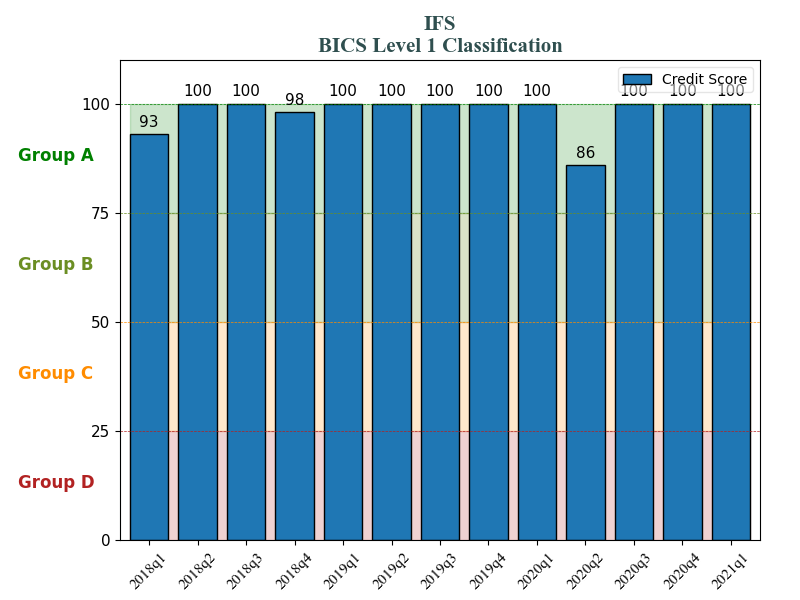 IFS
BICS Level 1 Classification
Credit Score
93
100
100
98
100
100
100
100
100
86
100
100
100
100
Group A
75
Group B
50
Group C
25
Group D
0
2018q1
2018q2
2018q3
2018q4
2019q1
2019q2
2019q3
2019q4
2020q1
2020q2
2020q3
2020q4
2021q1